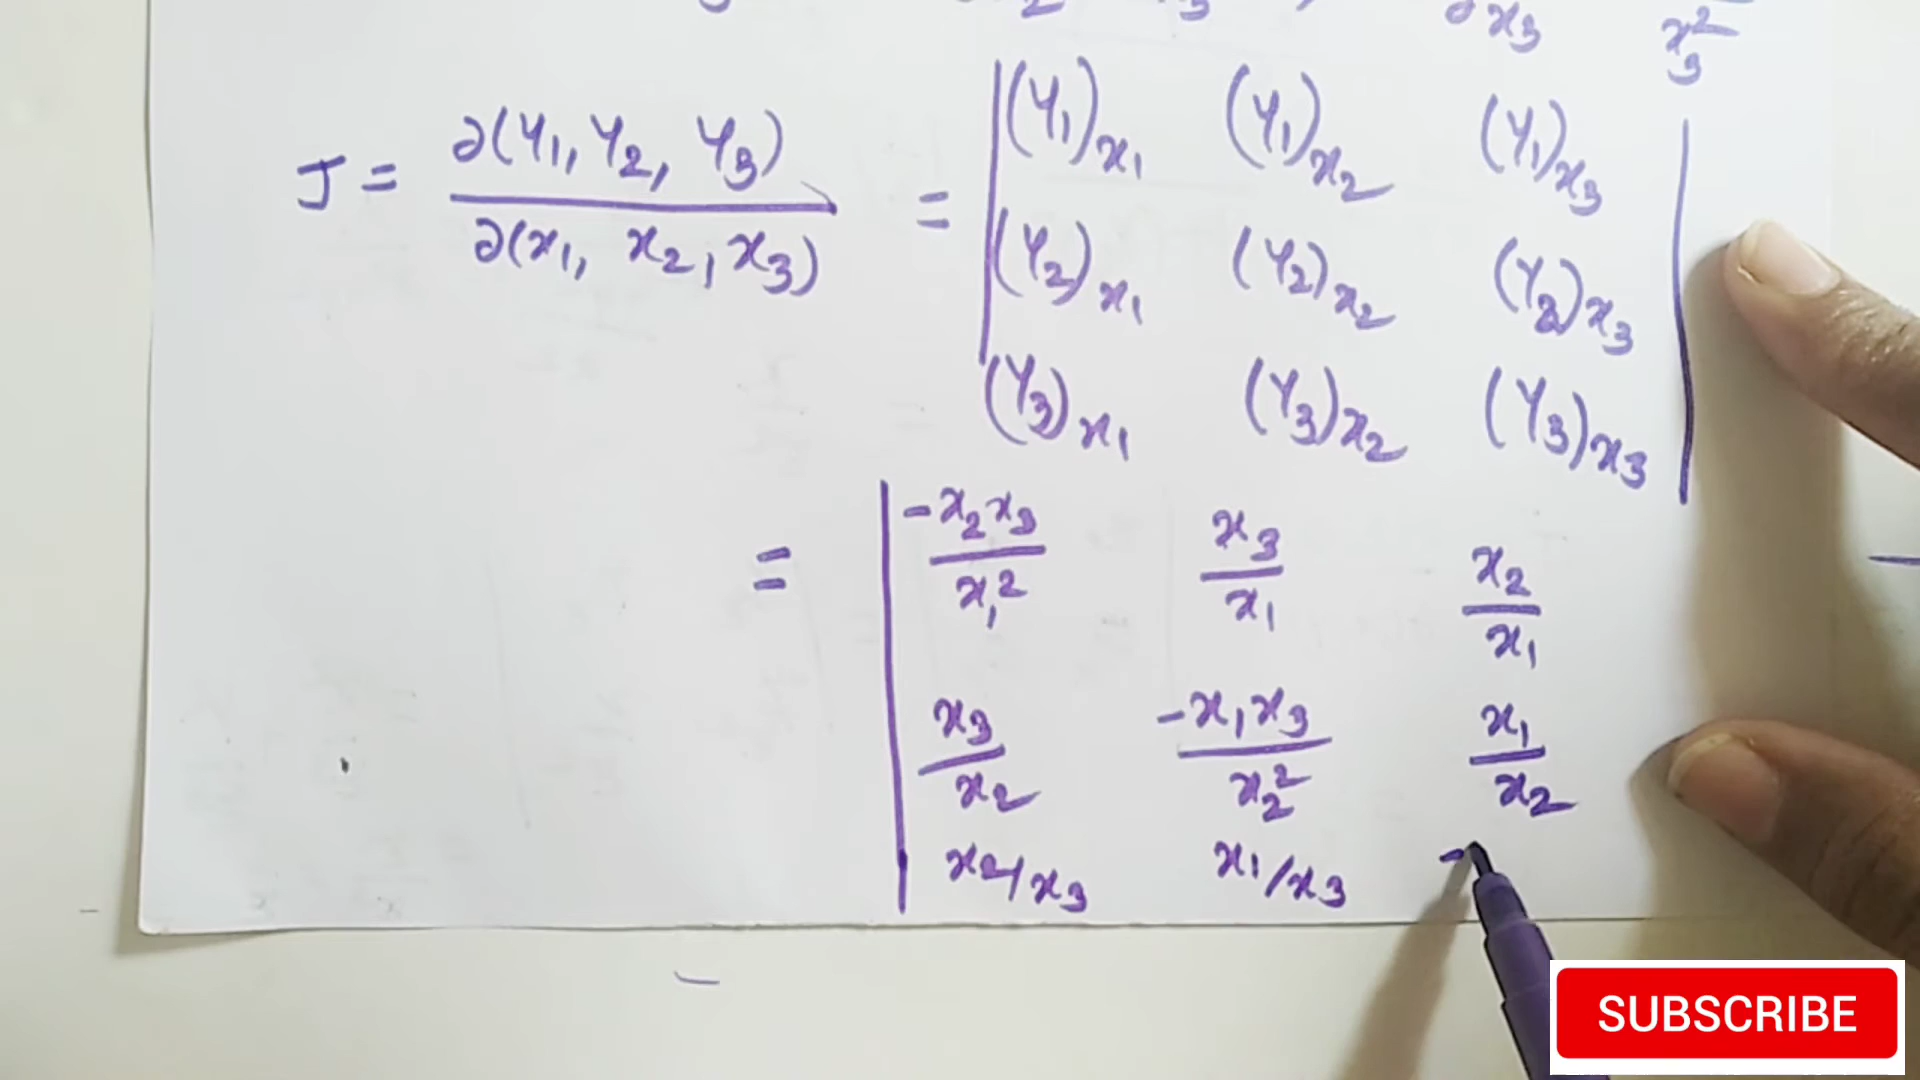 ∂x₃ x₃²
J = ∂(Y₁, Y₂, Y₃) / ∂(x₁, x₂, x₃) = | (Y₁)x₁ (Y₁)x₂ (Y₁)x₃ |
(Y₂)x₁ (Y₂)x₂ (Y₂)x₃
(Y₃)x₁ (Y₃)x₂ (Y₃)x₃
= | -x₂x₃/x₁² x₃/x₁ x₂/x₁
x₃/x₂ -x₁x₃/x₂² x₁/x₂
x₂/x₃ x₁/x₃ -
SUBSCRIBE